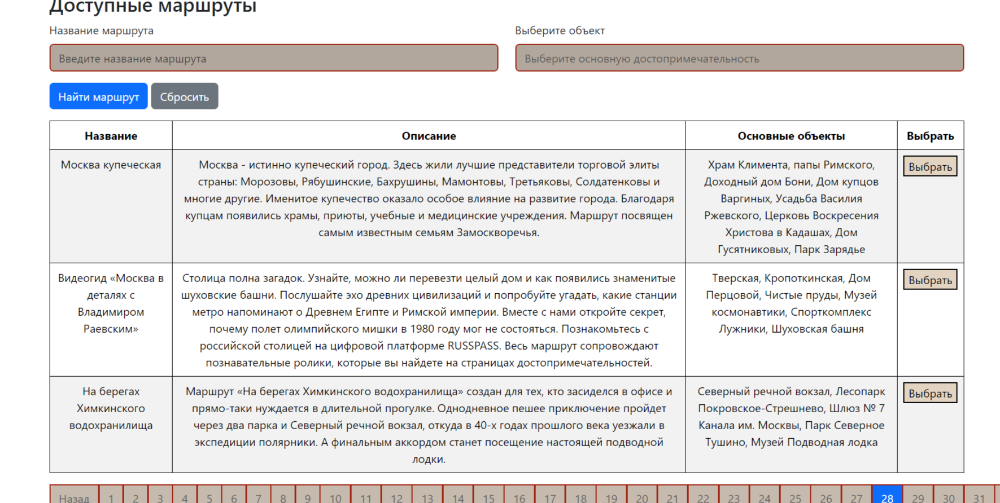 Доступные маршруты
Название маршрута
Выберите объект
Введите название маршрута
Выберите основную достопримечательность
Найти маршрут
Сбросить
Название
Описание
Основные объекты
Выбрать
Москва купеческая
Москва - истинно купеческий город. Здесь жили лучшие представители торговой элиты
страны: Морозовы, Рябушинские, Бахрушины, Мамонтовы, Третьяковы, Солдатенковы и
многие другие. Именитое купечество оказало особое влияние на развитие города. Благодаря
купцам появились храмы, приюты, учебные и медицинские учреждения. Маршрут посвящен
самым известным семьям Замоскворечья.
Храм Климента, папы Римского,
Доходный дом Бони, Дом купцов
Варгиных, Усадьба Василия
Ржевского, Церковь Воскресения
Христова в Кадашах, Дом
Гусятниковых, Парк Зарядье
Выбрать
Видеогид «Москва в
деталях с
Владимиром
Раевским»
Столица полна загадок. Узнайте, можно ли перевезти целый дом и как появились знаменитые
шуховские башни. Послушайте эхо древних цивилизаций и попробуйте угадать, какие станции
метро напоминают о Древнем Египте и Римской империи. Вместе с нами откройте секрет,
почему полет олимпийского мишки в 1980 году мог не состояться. Познакомьтесь с
российской столицей на цифровой платформе RUSSPASS. Весь маршрут сопровождают
познавательные ролики, которые вы найдете на страницах достопримечательностей.
Тверская, Кропоткинская, Дом
Перцовой, Чистые пруды, Музей
космонавтики, Спорткомплекс
Лужники, Шуховская башня
Выбрать
На берегах
Химкинского
водохранилища
Маршрут «На берегах Химкинского водохранилища» создан для тех, кто засиделся в офисе и
прямо-таки нуждается в длительной прогулке. Однодневное пешее приключение пройдет
через два парка и Северный речной вокзал, откуда в 40-х годах прошлого века уезжали в
экспедиции полярники. А финальным аккордом станет посещение настоящей подводной
лодки.
Северный речной вокзал, Лесопарк
Покровское-Стрешнево, Шлюз № 7
Канала им. Москвы, Парк Северное
Тушино, Музей Подводная лодка
Выбрать
Назад 1 2 3 4 5 6 7 8 9 10 11 12 13 14 15 16 17 18 19 20 21 22 23 24 25 26 27 28 29 30 31